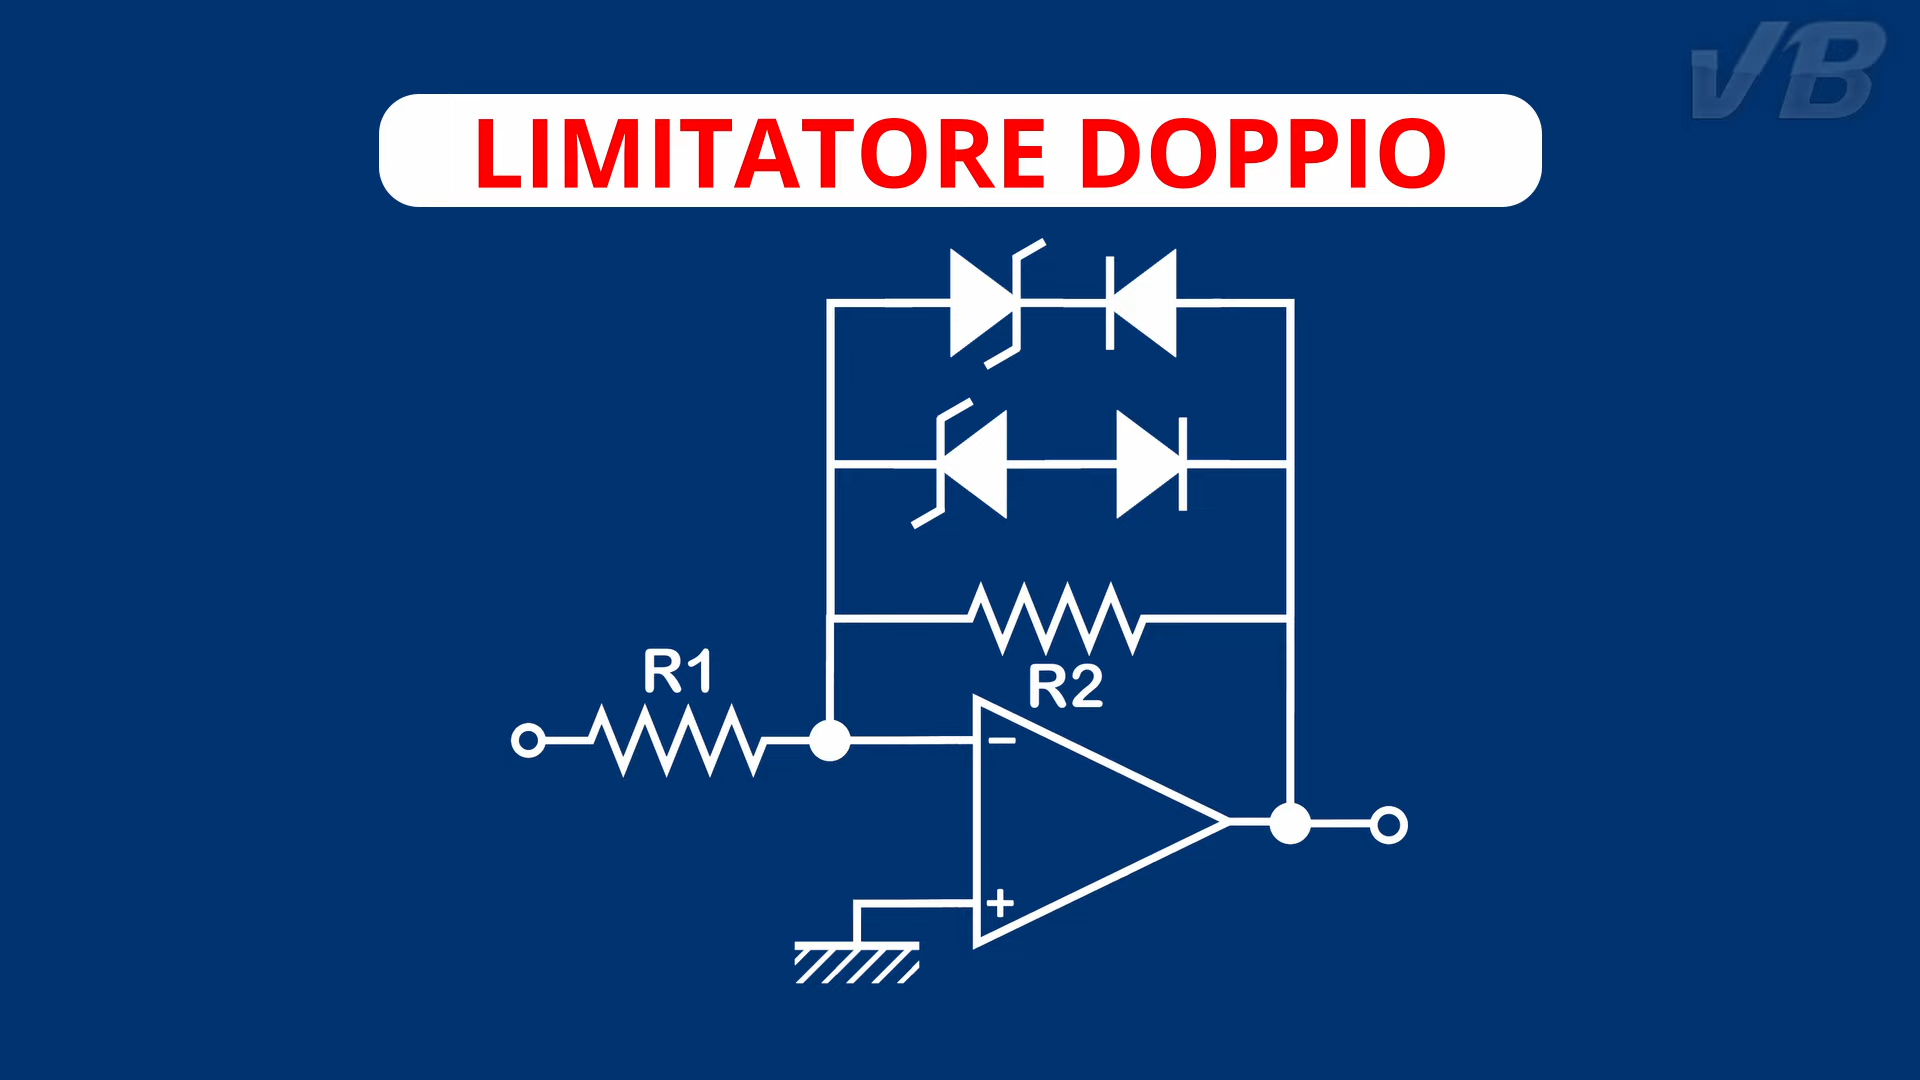 VB
LIMITATORE DOPPIO
R1
R2
−
+